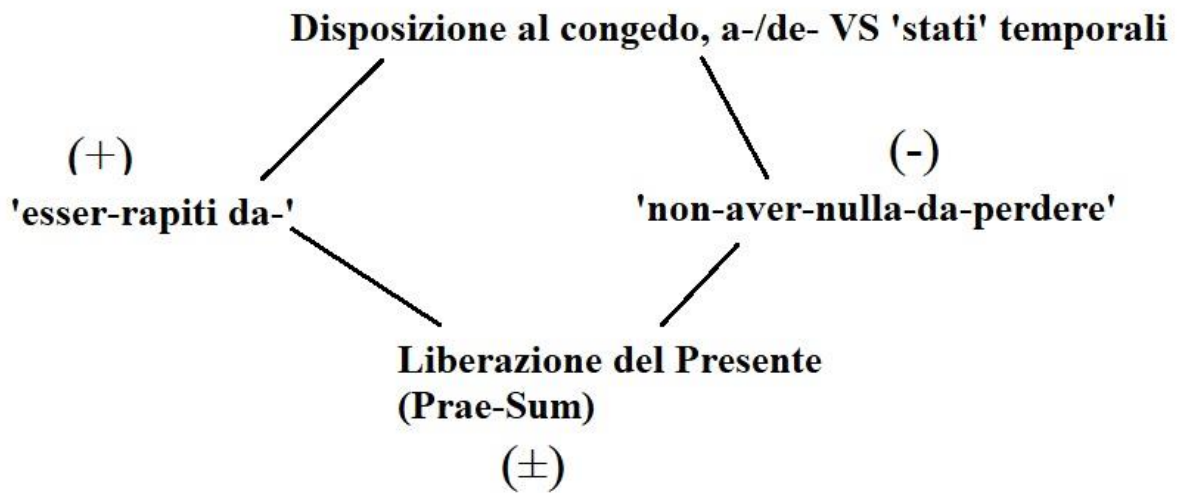 Disposizione al congedo, a-/de- VS 'stati' temporali
(+)
(-)
'esser-rapiti da-'
'non-aver-nulla-da-perdere'
Liberazione del Presente
(Prae-Sum)
(±)